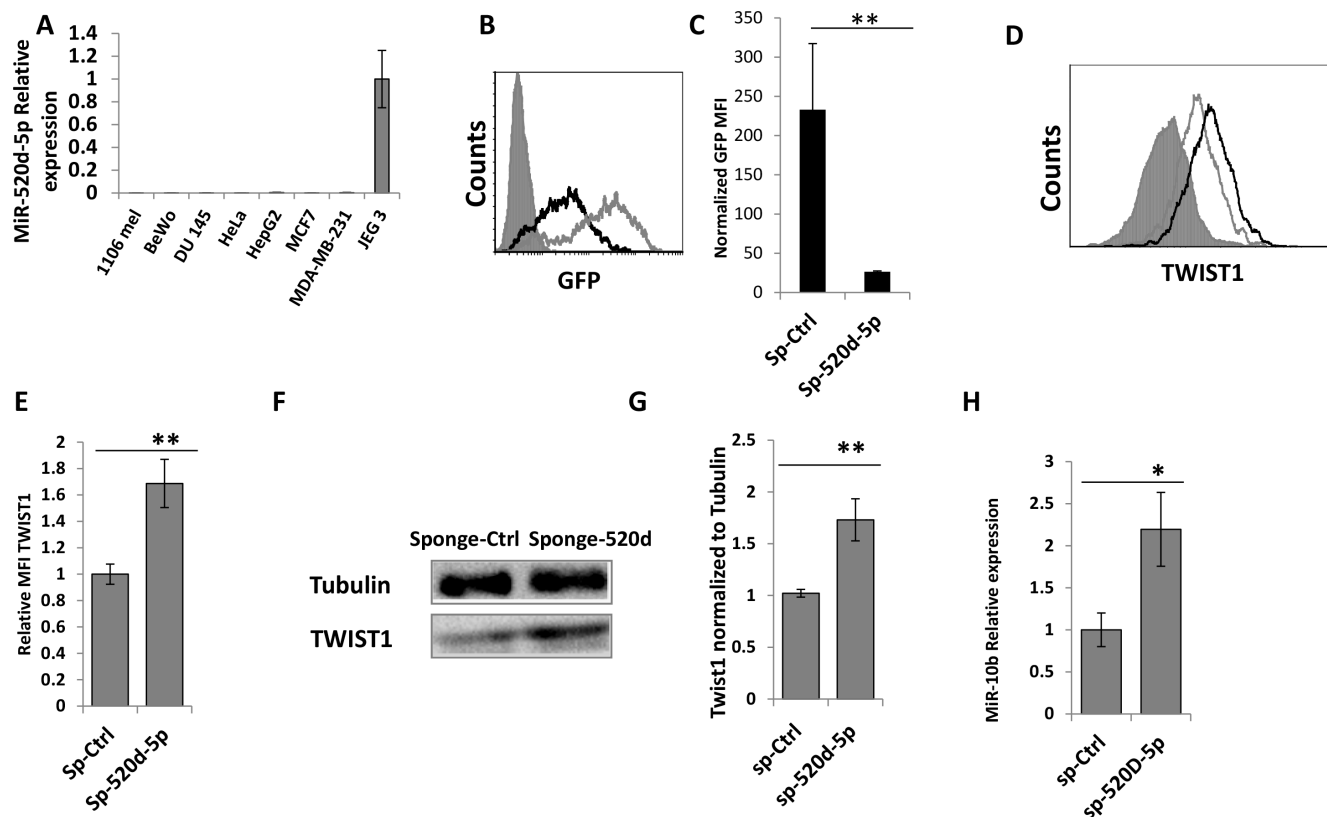 A
MiR-520d-5p Relative
expression
1.4
1.2
1
0.8
0.6
0.4
0.2
0
1106 mel
BeWo
DU 145
HeLa
HepG2
MCF7
MDA-MB-231
JEG 3
B
Counts
GFP
C
Normalized GFP MFI
350
300
250
200
150
100
50
0
**
Sp-Ctrl
Sp-520d-5p
D
Counts
TWIST1
E
Relative MFI TWIST1
2
1.8
1.6
1.4
1.2
1
0.8
0.6
0.4
0.2
0
**
Sp-Ctrl
Sp-520d-5p
F
Sponge-Ctrl Sponge-520d
Tubulin
TWIST1
G
Twist1 normalized to Tubulin
2.5
2
1.5
1
0.5
0
**
sp-Ctrl
sp-520d-5p
H
MiR-10b Relative expression
3
2.5
2
1.5
1
0.5
0
*
sp-Ctrl
sp-520D-5p